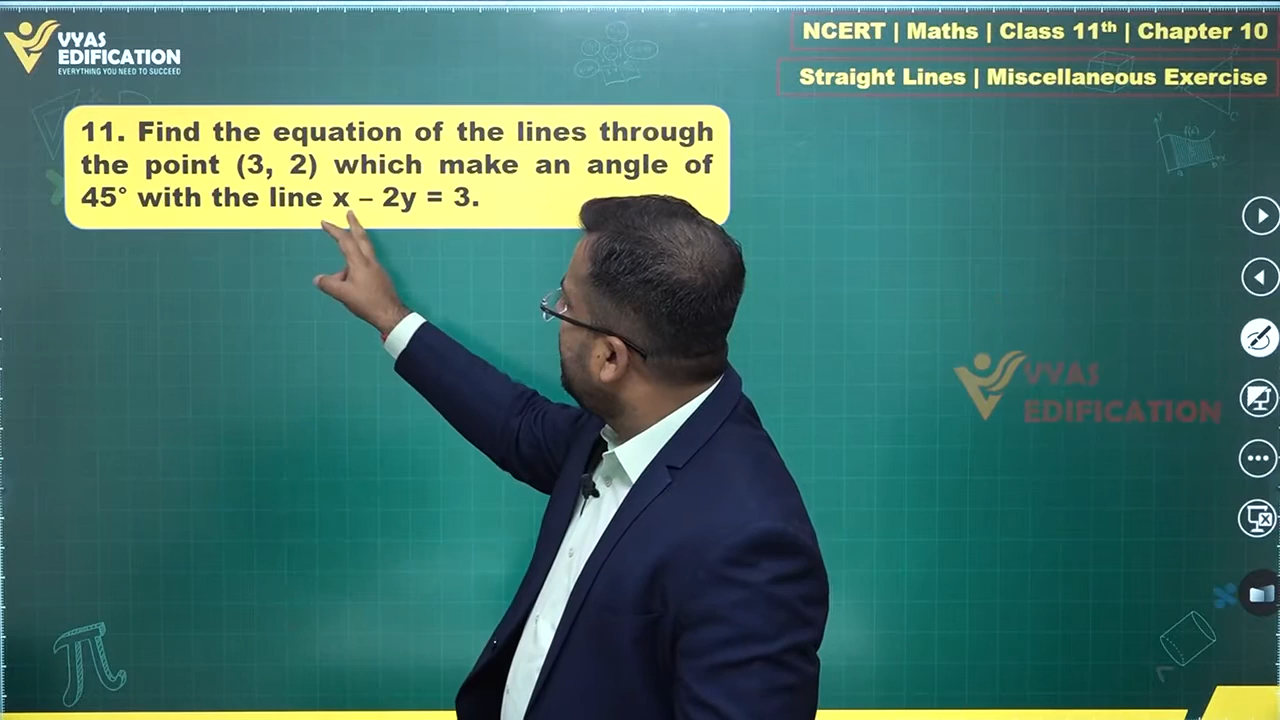 VYAS
EDIFICATION
EVERYTHING YOU NEED TO SUCCEED
NCERT | Maths | Class 11th | Chapter 10
Straight Lines | Miscellaneous Exercise
11. Find the equation of the lines through
the point (3, 2) which make an angle of
45° with the line x – 2y = 3.
VYAS
EDIFICATION
π